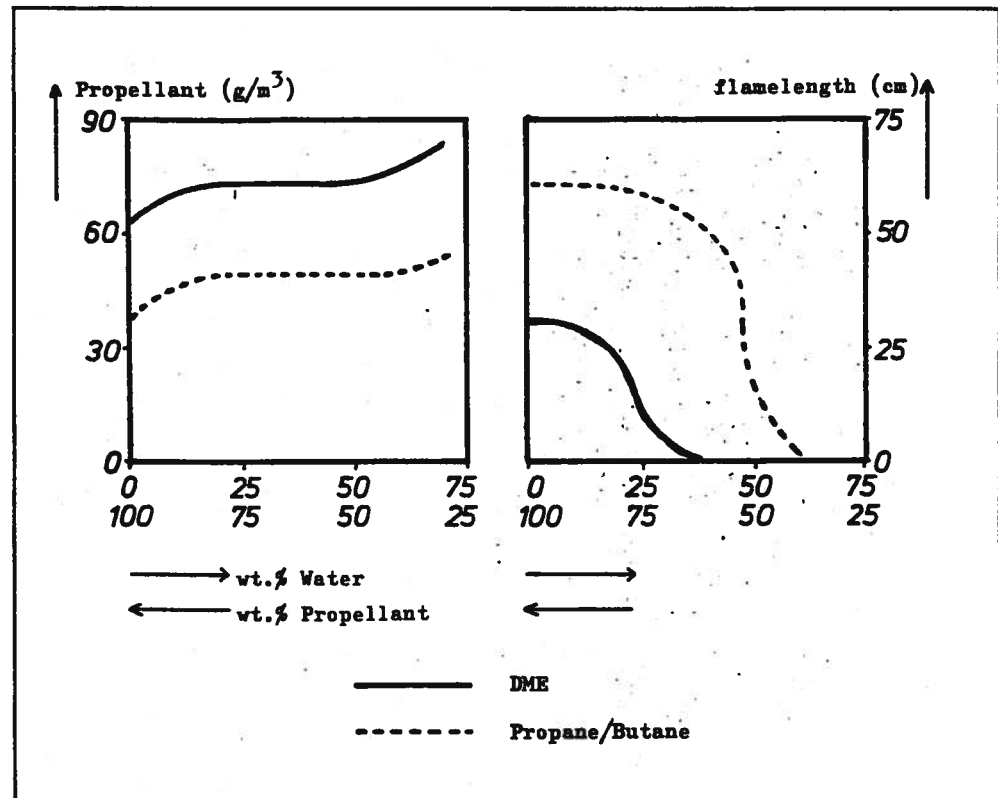 Propellant (g/m³)
flamelength (cm)
90
60
30
0
75
50
25
0
0 25 50 75
100 75 50 25
0 25 50 75
100 75 50 25
wt.% Water
wt.% Propellant
DME
Propane/Butane